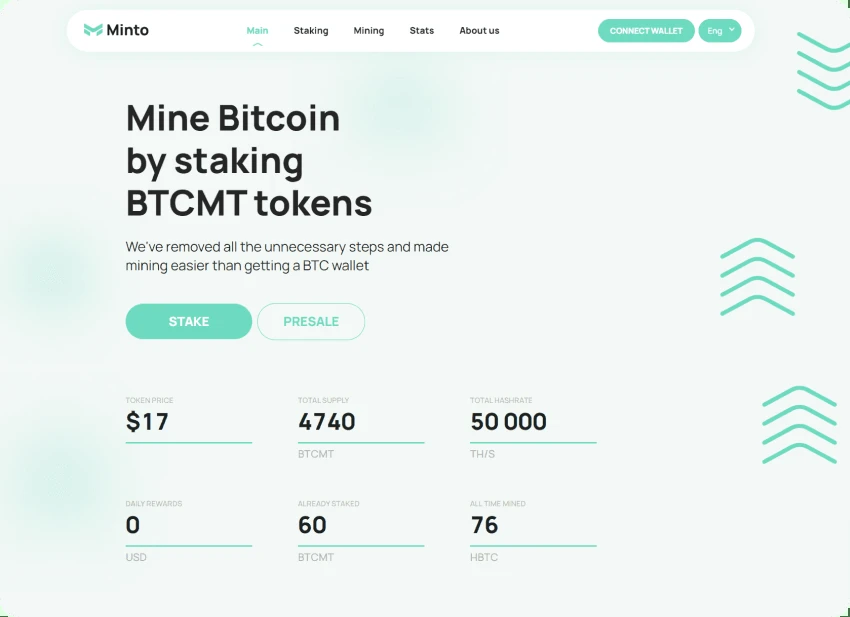 Minto
Main
Staking
Mining
Stats
About us
CONNECT WALLET
Eng
Mine Bitcoin
by staking
BTCMT tokens
We've removed all the unnecessary steps and made
mining easier than getting a BTC wallet
STAKE
PRESALE
TOKEN PRICE
$17
TOTAL SUPPLY
4740
BTCMT
TOTAL HASHRATE
50 000
TH/S
DAILY REWARDS
0
USD
ALREADY STAKED
60
BTCMT
ALL TIME MINED
76
HBTC